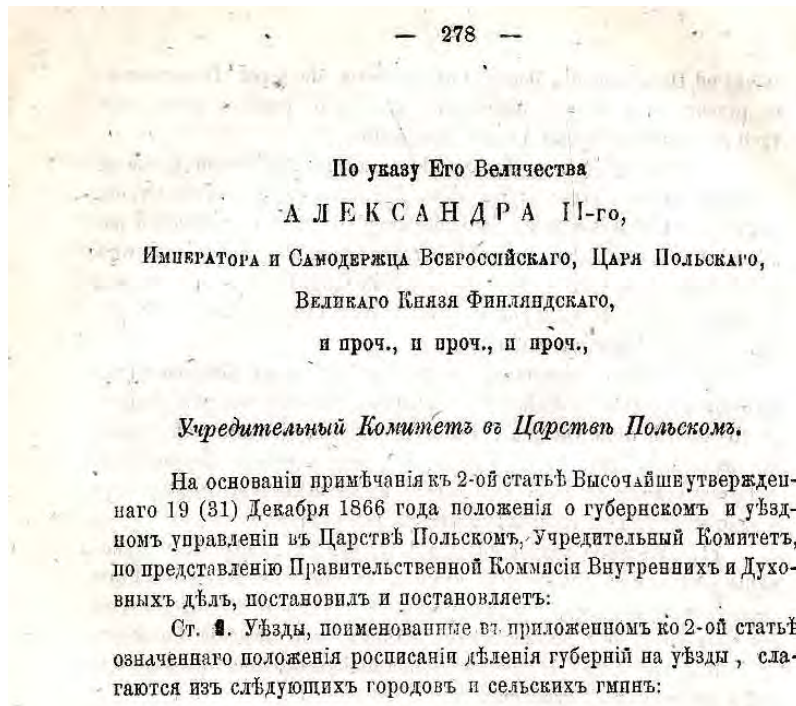 — 278 —
По указу Его Величества
АЛЕКСАНДРА II-го,
Императора и Самодержца Всероссійскаго, Царя Польскаго,
Великаго Князя Финляндскаго,
и проч., и проч., и проч.,
Учредительный Комитетъ въ Царствѣ Польскомъ.
На основаніи примѣчанія къ 2-ой статьѣ Высочайше утвержден-
наго 19 (31) Декабря 1866 года положенія о губернскомъ и уѣзд-
номъ управленіи въ Царствѣ Польскомъ, Учредительный Комитетъ,
по представленію Правительственной Коммисіи Внутреннихъ и Духо-
вныхъ дѣлъ, постановилъ и постановляетъ:
Ст. 1. Уѣзды, поименованные въ приложенномъ ко 2-ой статьѣ
означеннаго положенія росписаніи дѣленія губерній на уѣзды, сла-
гаются изъ слѣдующихъ городовъ и сельскихъ гминъ: